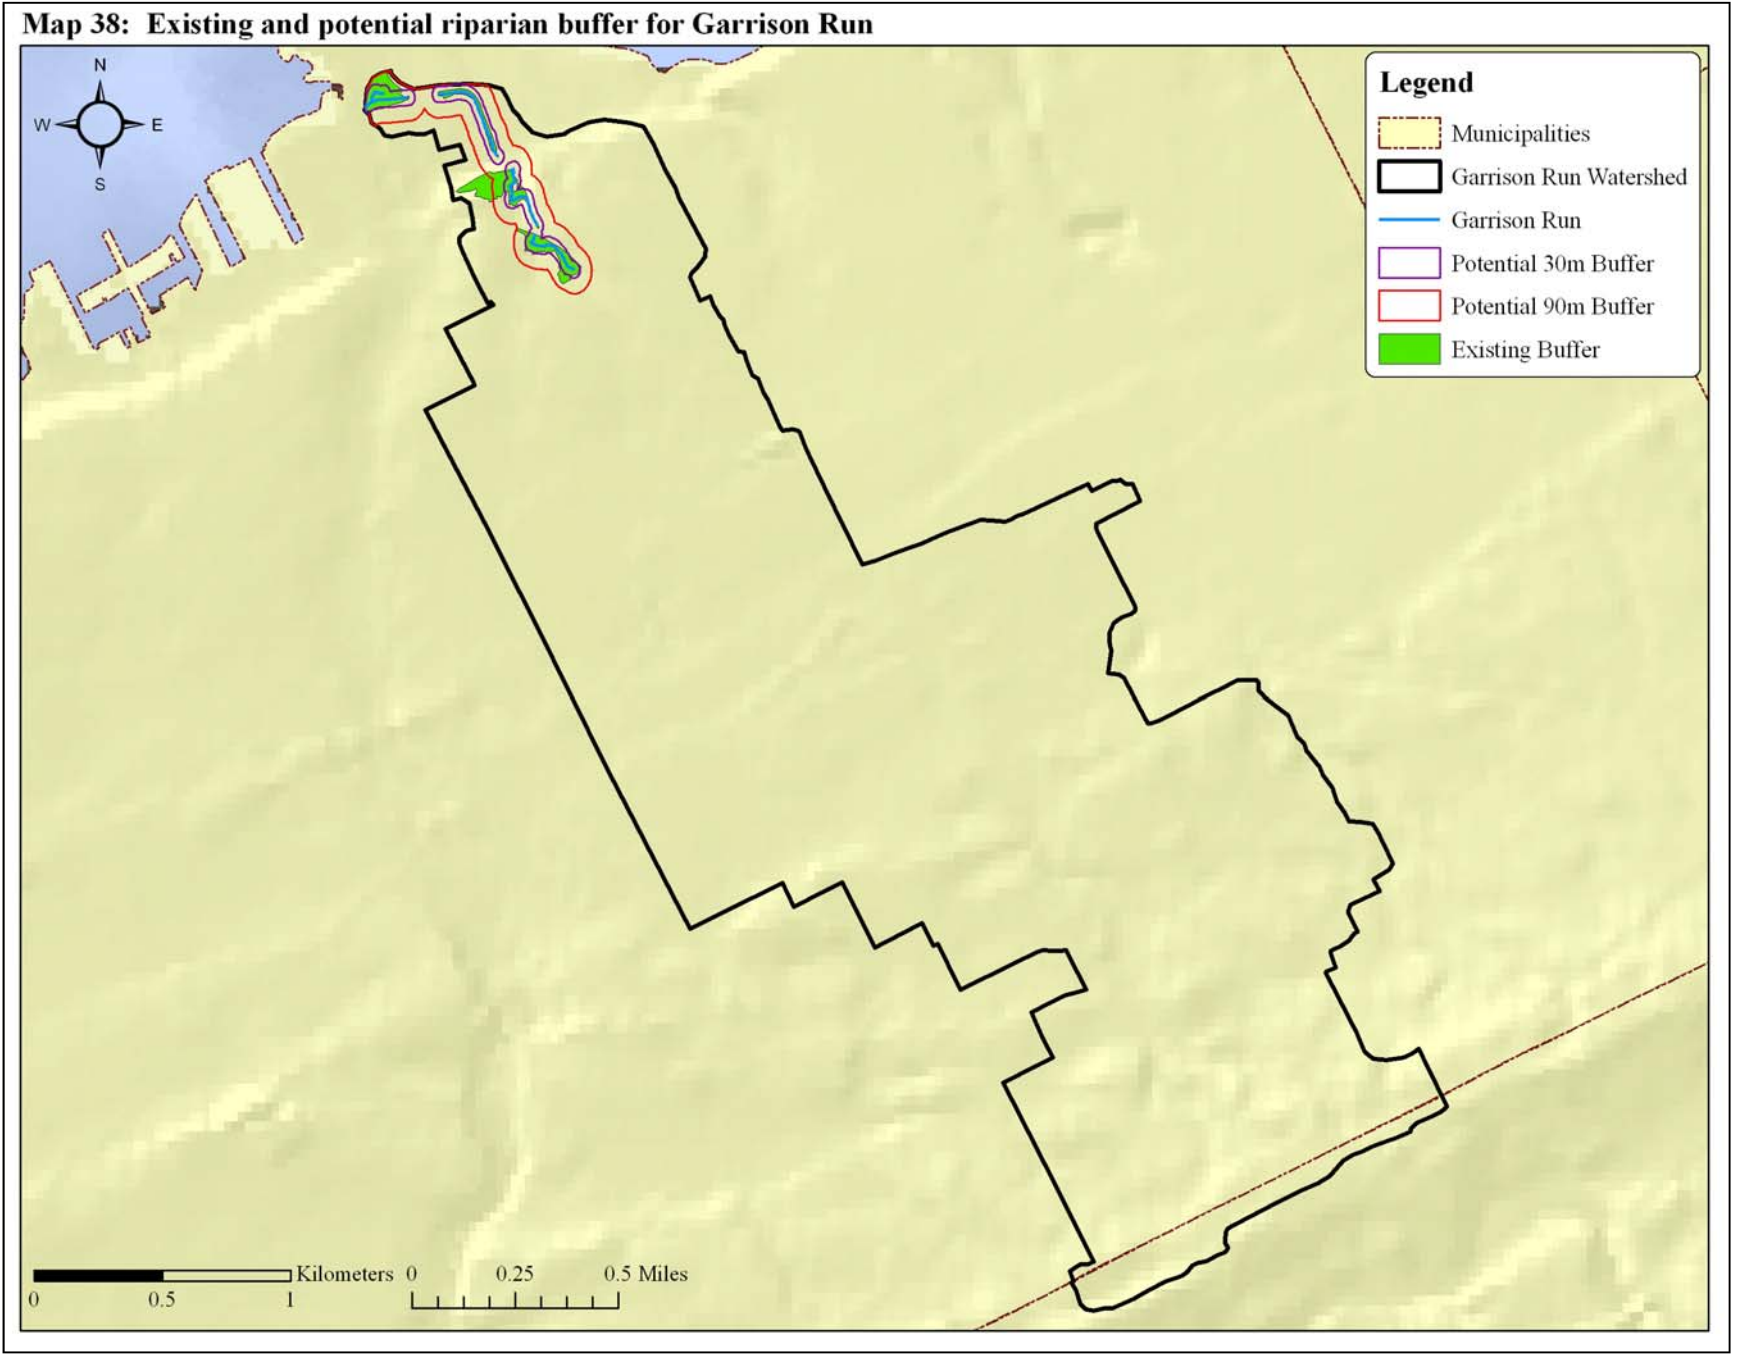 Map 38: Existing and potential riparian buffer for Garrison Run
N
W E
S
Legend
Municipalities
Garrison Run Watershed
Garrison Run
Potential 30m Buffer
Potential 90m Buffer
Existing Buffer
Kilometers
0 0.5 1
0 0.25 0.5 Miles